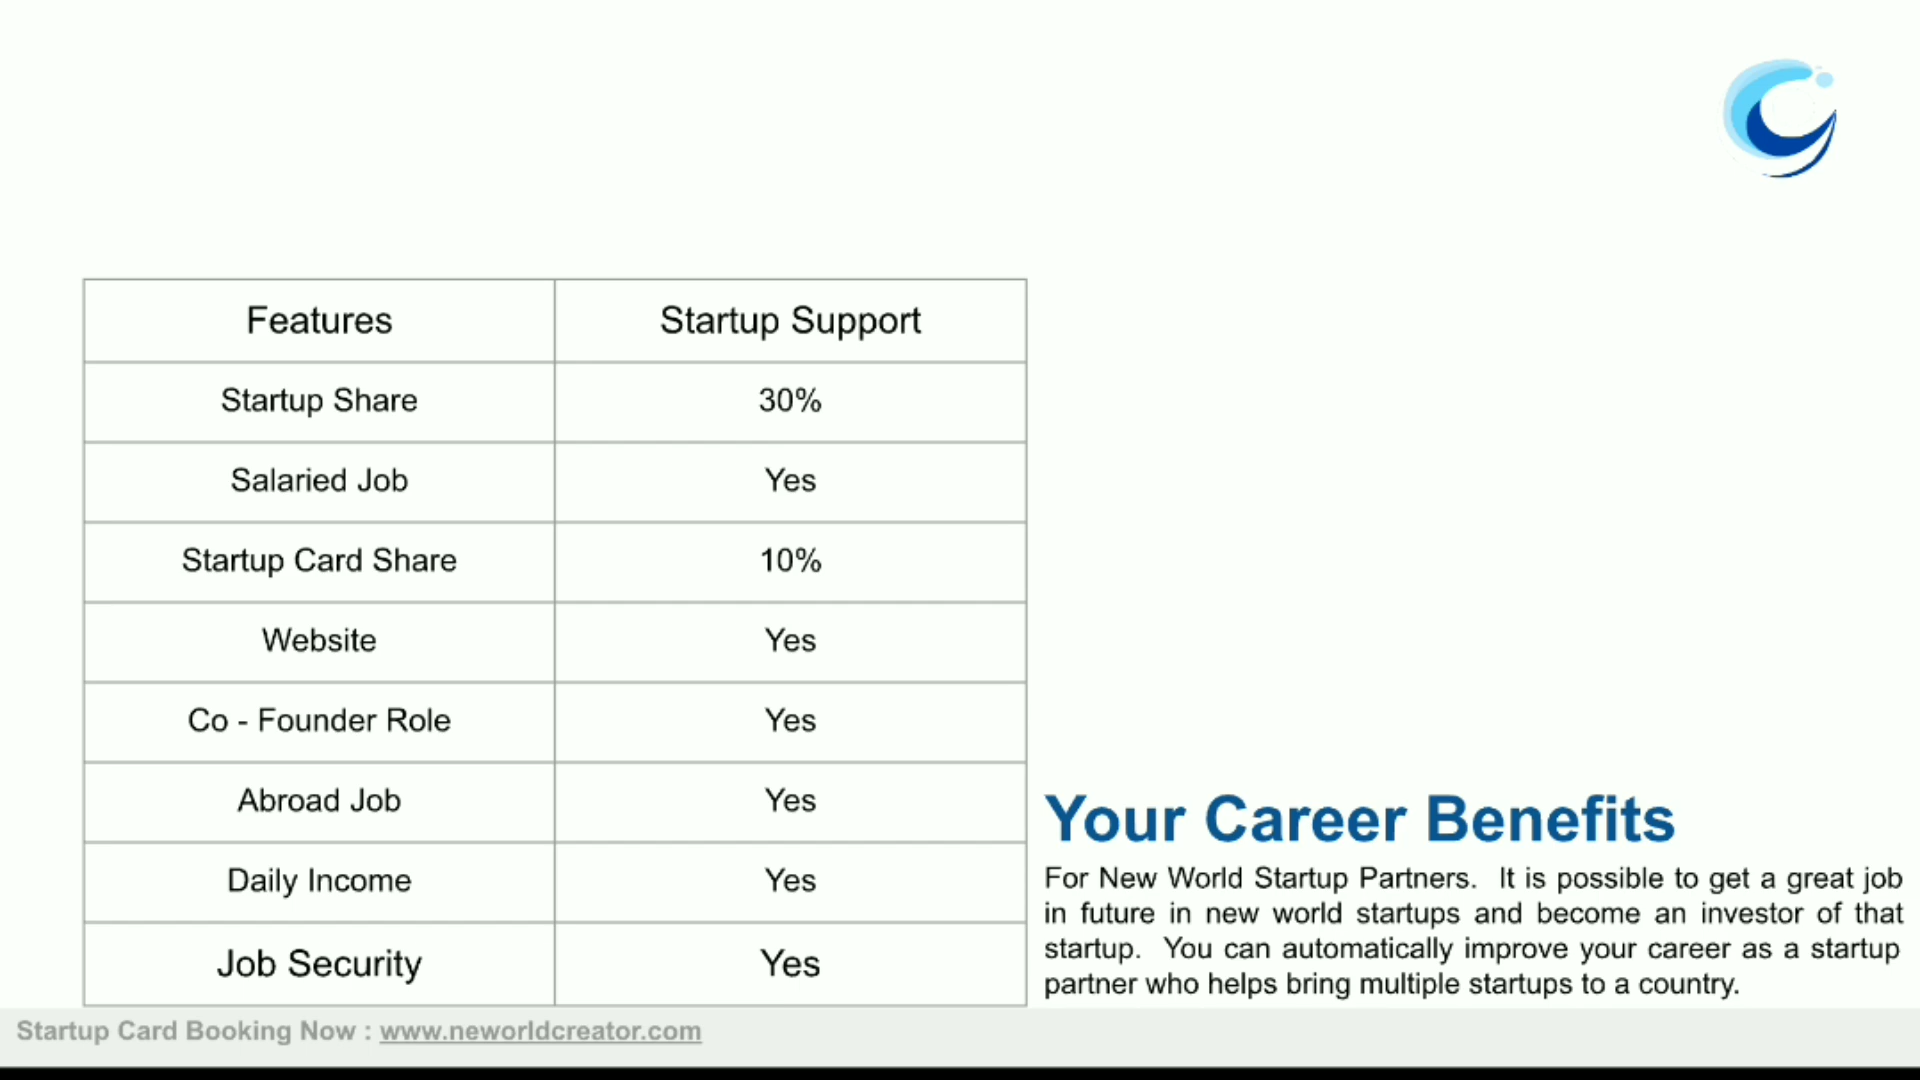 Features Startup Support
Startup Share 30%
Salaried Job Yes
Startup Card Share 10%
Website Yes
Co - Founder Role Yes
Abroad Job Yes
Daily Income Yes
Job Security Yes
Your Career Benefits
For New World Startup Partners. It is possible to get a great job
in future in new world startups and become an investor of that
startup. You can automatically improve your career as a startup
partner who helps bring multiple startups to a country.
Startup Card Booking Now : www.neworldcreator.com